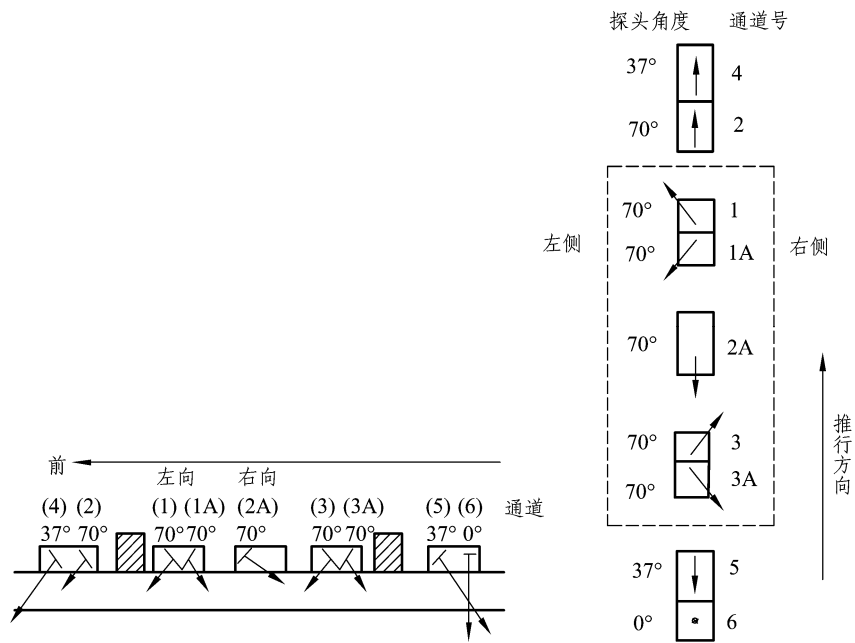 探头角度 通道号
37° 4
70° 2
70° 1
左侧 70° 1A 右侧
70° 2A
70° 3
70° 3A
推行方向
37° 5
0° 6
前 左向 右向
(4) (2) (1) (1A) (2A) (3) (3A) (5) (6) 通道
37° 70° 70° 70° 70° 70° 70° 37° 0°